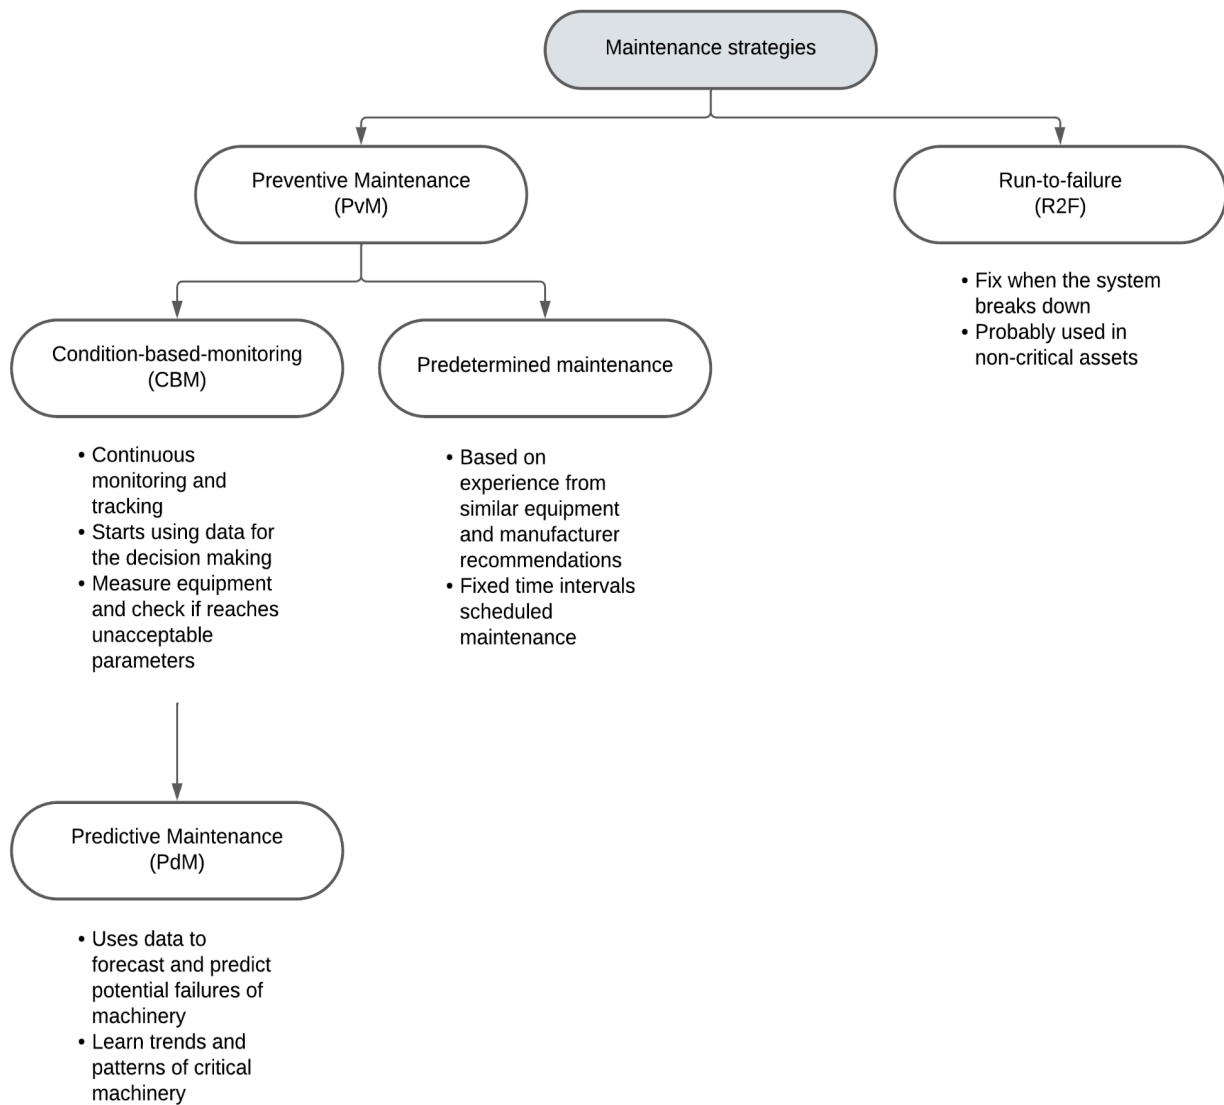 Maintenance strategies
Preventive Maintenance
(PvM)
Run-to-failure
(R2F)
• Fix when the system
breaks down
• Probably used in
non-critical assets
Condition-based-monitoring
(CBM)
Predetermined maintenance
• Continuous
monitoring and
tracking
• Starts using data for
the decision making
• Measure equipment
and check if reaches
unacceptable
parameters
• Based on
experience from
similar equipment
and manufacturer
recommendations
• Fixed time intervals
scheduled
maintenance
Predictive Maintenance
(PdM)
• Uses data to
forecast and predict
potential failures of
machinery
• Learn trends and
patterns of critical
machinery